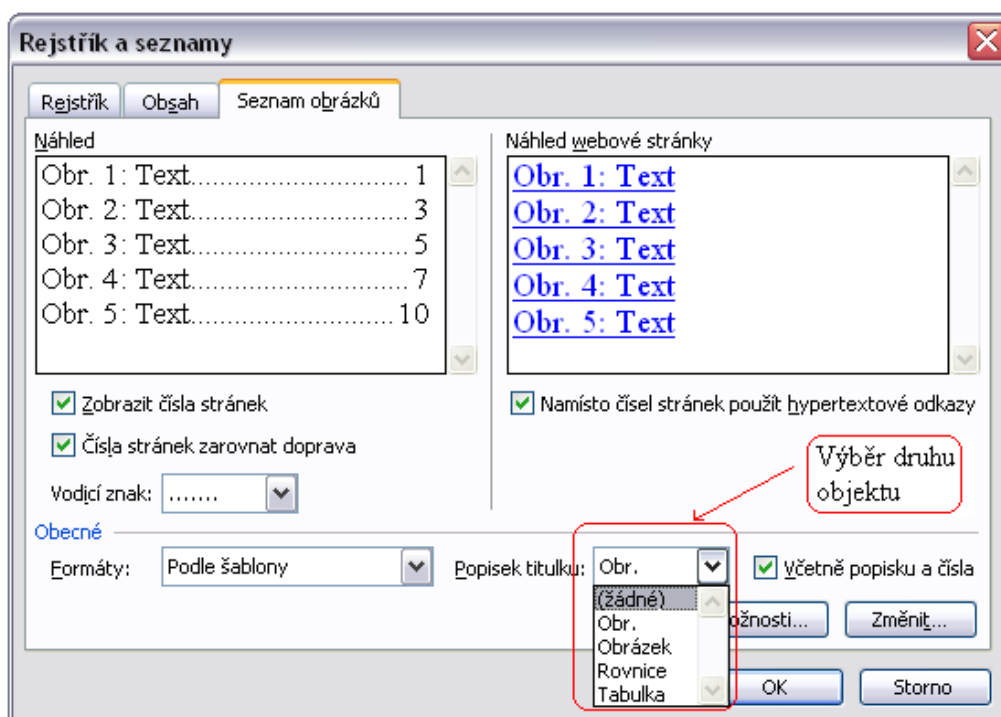 Rejstřík a seznamy
Rejstřík Obsah Seznam obrázků
Náhled
Obr. 1: Text................................ 1
Obr. 2: Text................................ 3
Obr. 3: Text................................ 5
Obr. 4: Text................................ 7
Obr. 5: Text.............................. 10
Náhled webové stránky
Obr. 1: Text
Obr. 2: Text
Obr. 3: Text
Obr. 4: Text
Obr. 5: Text
Zobrazit čísla stránek
Čísla stránek zarovnat doprava
Vodicí znak: .......
Namísto čísel stránek použít hypertextové odkazy
Výběr druhu
objektu
Obecné
Formáty: Podle šablony Popisek titulku: Obr. Včetně popisku a čísla
(žádné)
Obr.
Obrázek
Rovnice
Tabulka
ožnosti... Změnit...
OK Storno